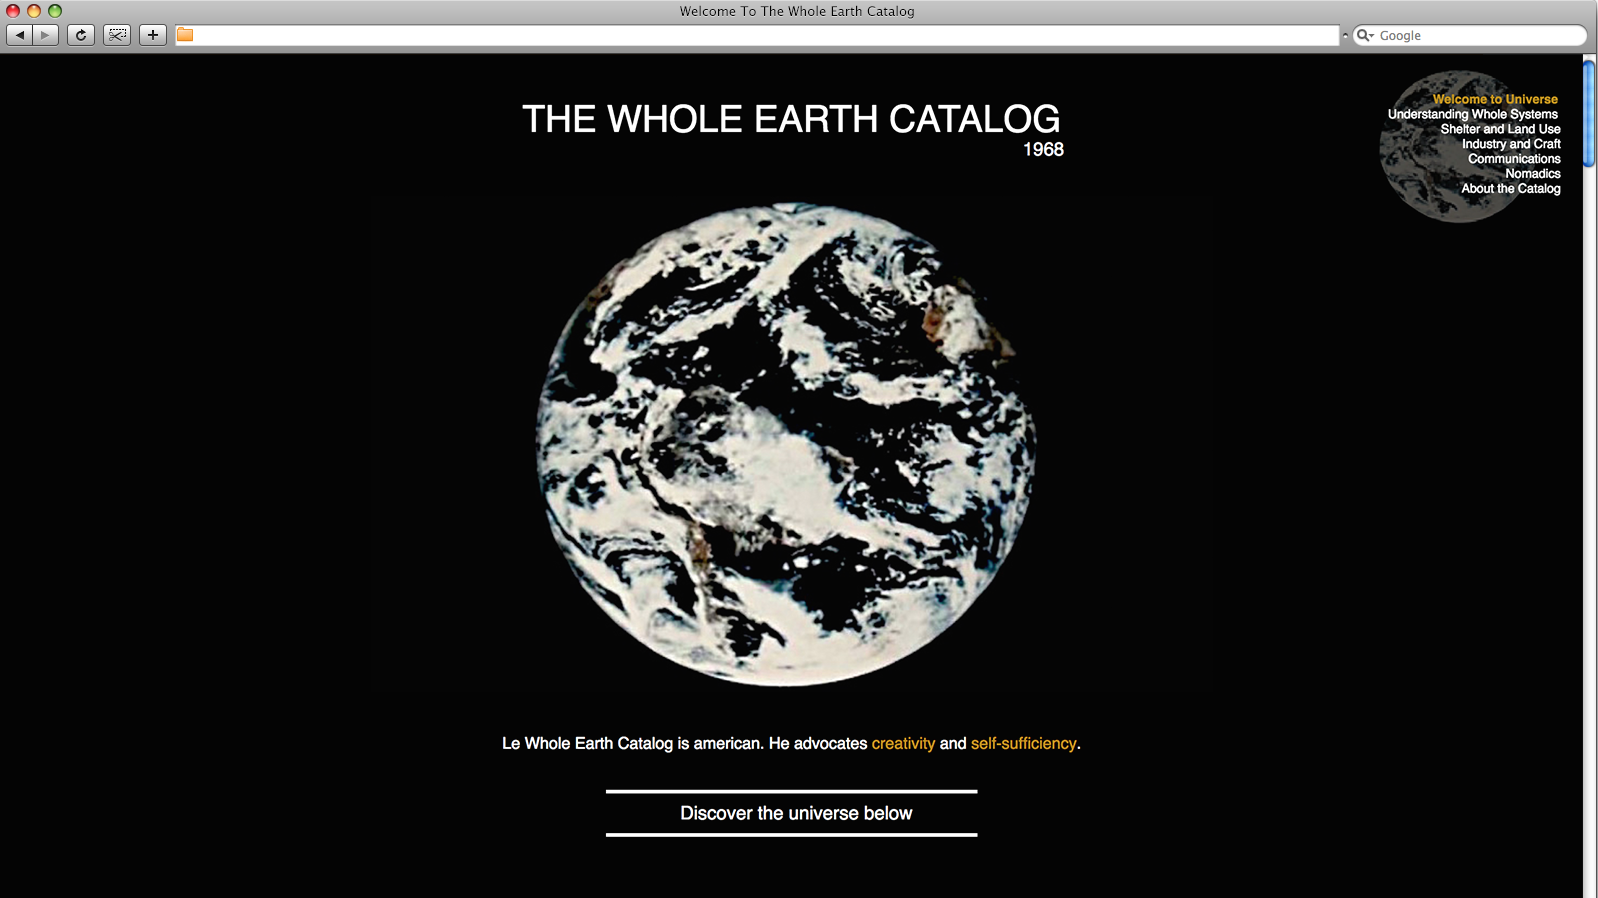 Welcome To The Whole Earth Catalog
Google
THE WHOLE EARTH CATALOG
1968
Welcome to Universe
Understanding Whole Systems
Shelter and Land Use
Industry and Craft
Communications
Nomadics
About the Catalog
Le Whole Earth Catalog is american. He advocates creativity and self-sufficiency.
Discover the universe below